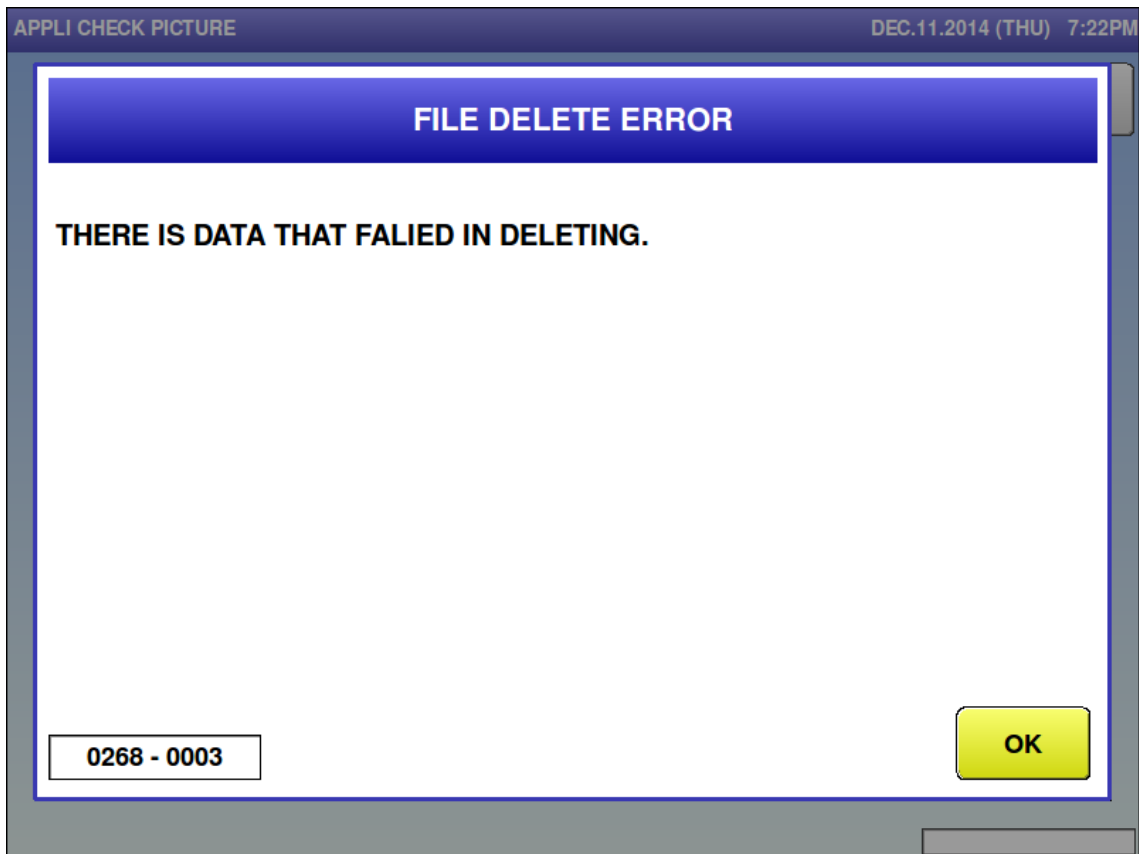 APPLI CHECK PICTURE DEC.11.2014 (THU) 7:22PM
FILE DELETE ERROR
THERE IS DATA THAT FALIED IN DELETING.
0268 - 0003
OK